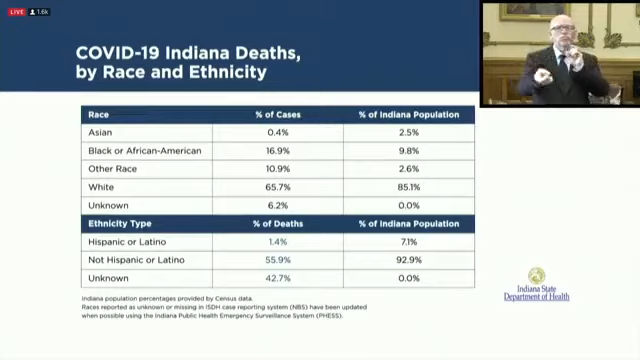 LIVE 1.6k
COVID-19 Indiana Deaths,
by Race and Ethnicity
Race % of Cases % of Indiana Population
Asian 0.4% 2.5%
Black or African-American 16.9% 9.8%
Other Race 10.9% 2.6%
White 65.7% 85.1%
Unknown 6.2% 0.0%
Ethnicity Type % of Deaths % of Indiana Population
Hispanic or Latino 1.4% 7.1%
Not Hispanic or Latino 55.9% 92.9%
Unknown 42.7% 0.0%
Indiana population percentages provided by Census data.
Races reported as unknown or missing in ISDH case reporting system (NBS) have been updated
when possible using the Indiana Public Health Emergency Surveillance System (PHESS).
Indiana State
Department of Health